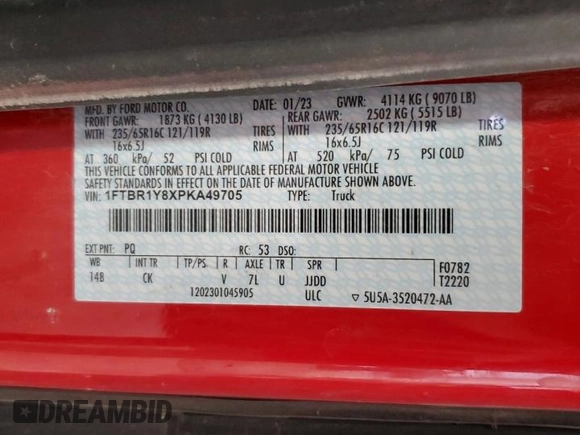 MFD. BY FORD MOTOR CO. DATE: 01/23 GVWR: 4114 KG ( 9070 LB)
FRONT GAWR: 1873 KG ( 4130 LB) REAR GAWR: 2502 KG ( 5515 LB)
WITH 235/65R16C 121/119R TIRES WITH 235/65R16C 121/119R TIRES
16x6.5J RIMS 16x6.5J RIMS
AT 360 kPa/ 52 PSI COLD AT 520 kPa/ 75 PSI COLD
THIS VEHICLE CONFORMS TO ALL APPLICABLE FEDERAL MOTOR VEHICLE
SAFETY STANDARDS IN EFFECT ON THE DATE OF MANUFACTURE SHOWN ABOVE.
VIN: 1FTBR1Y8XPKA49705 TYPE: Truck
EXT PNT: PQ RC: 53 DSO:
WB INT TR TP/PS R AXLE TR SPR F0782
14B CK V 7L U JJDD T2220
1202301045905 ULC ▽ 5U5A-3520472-AA
DREAMBID